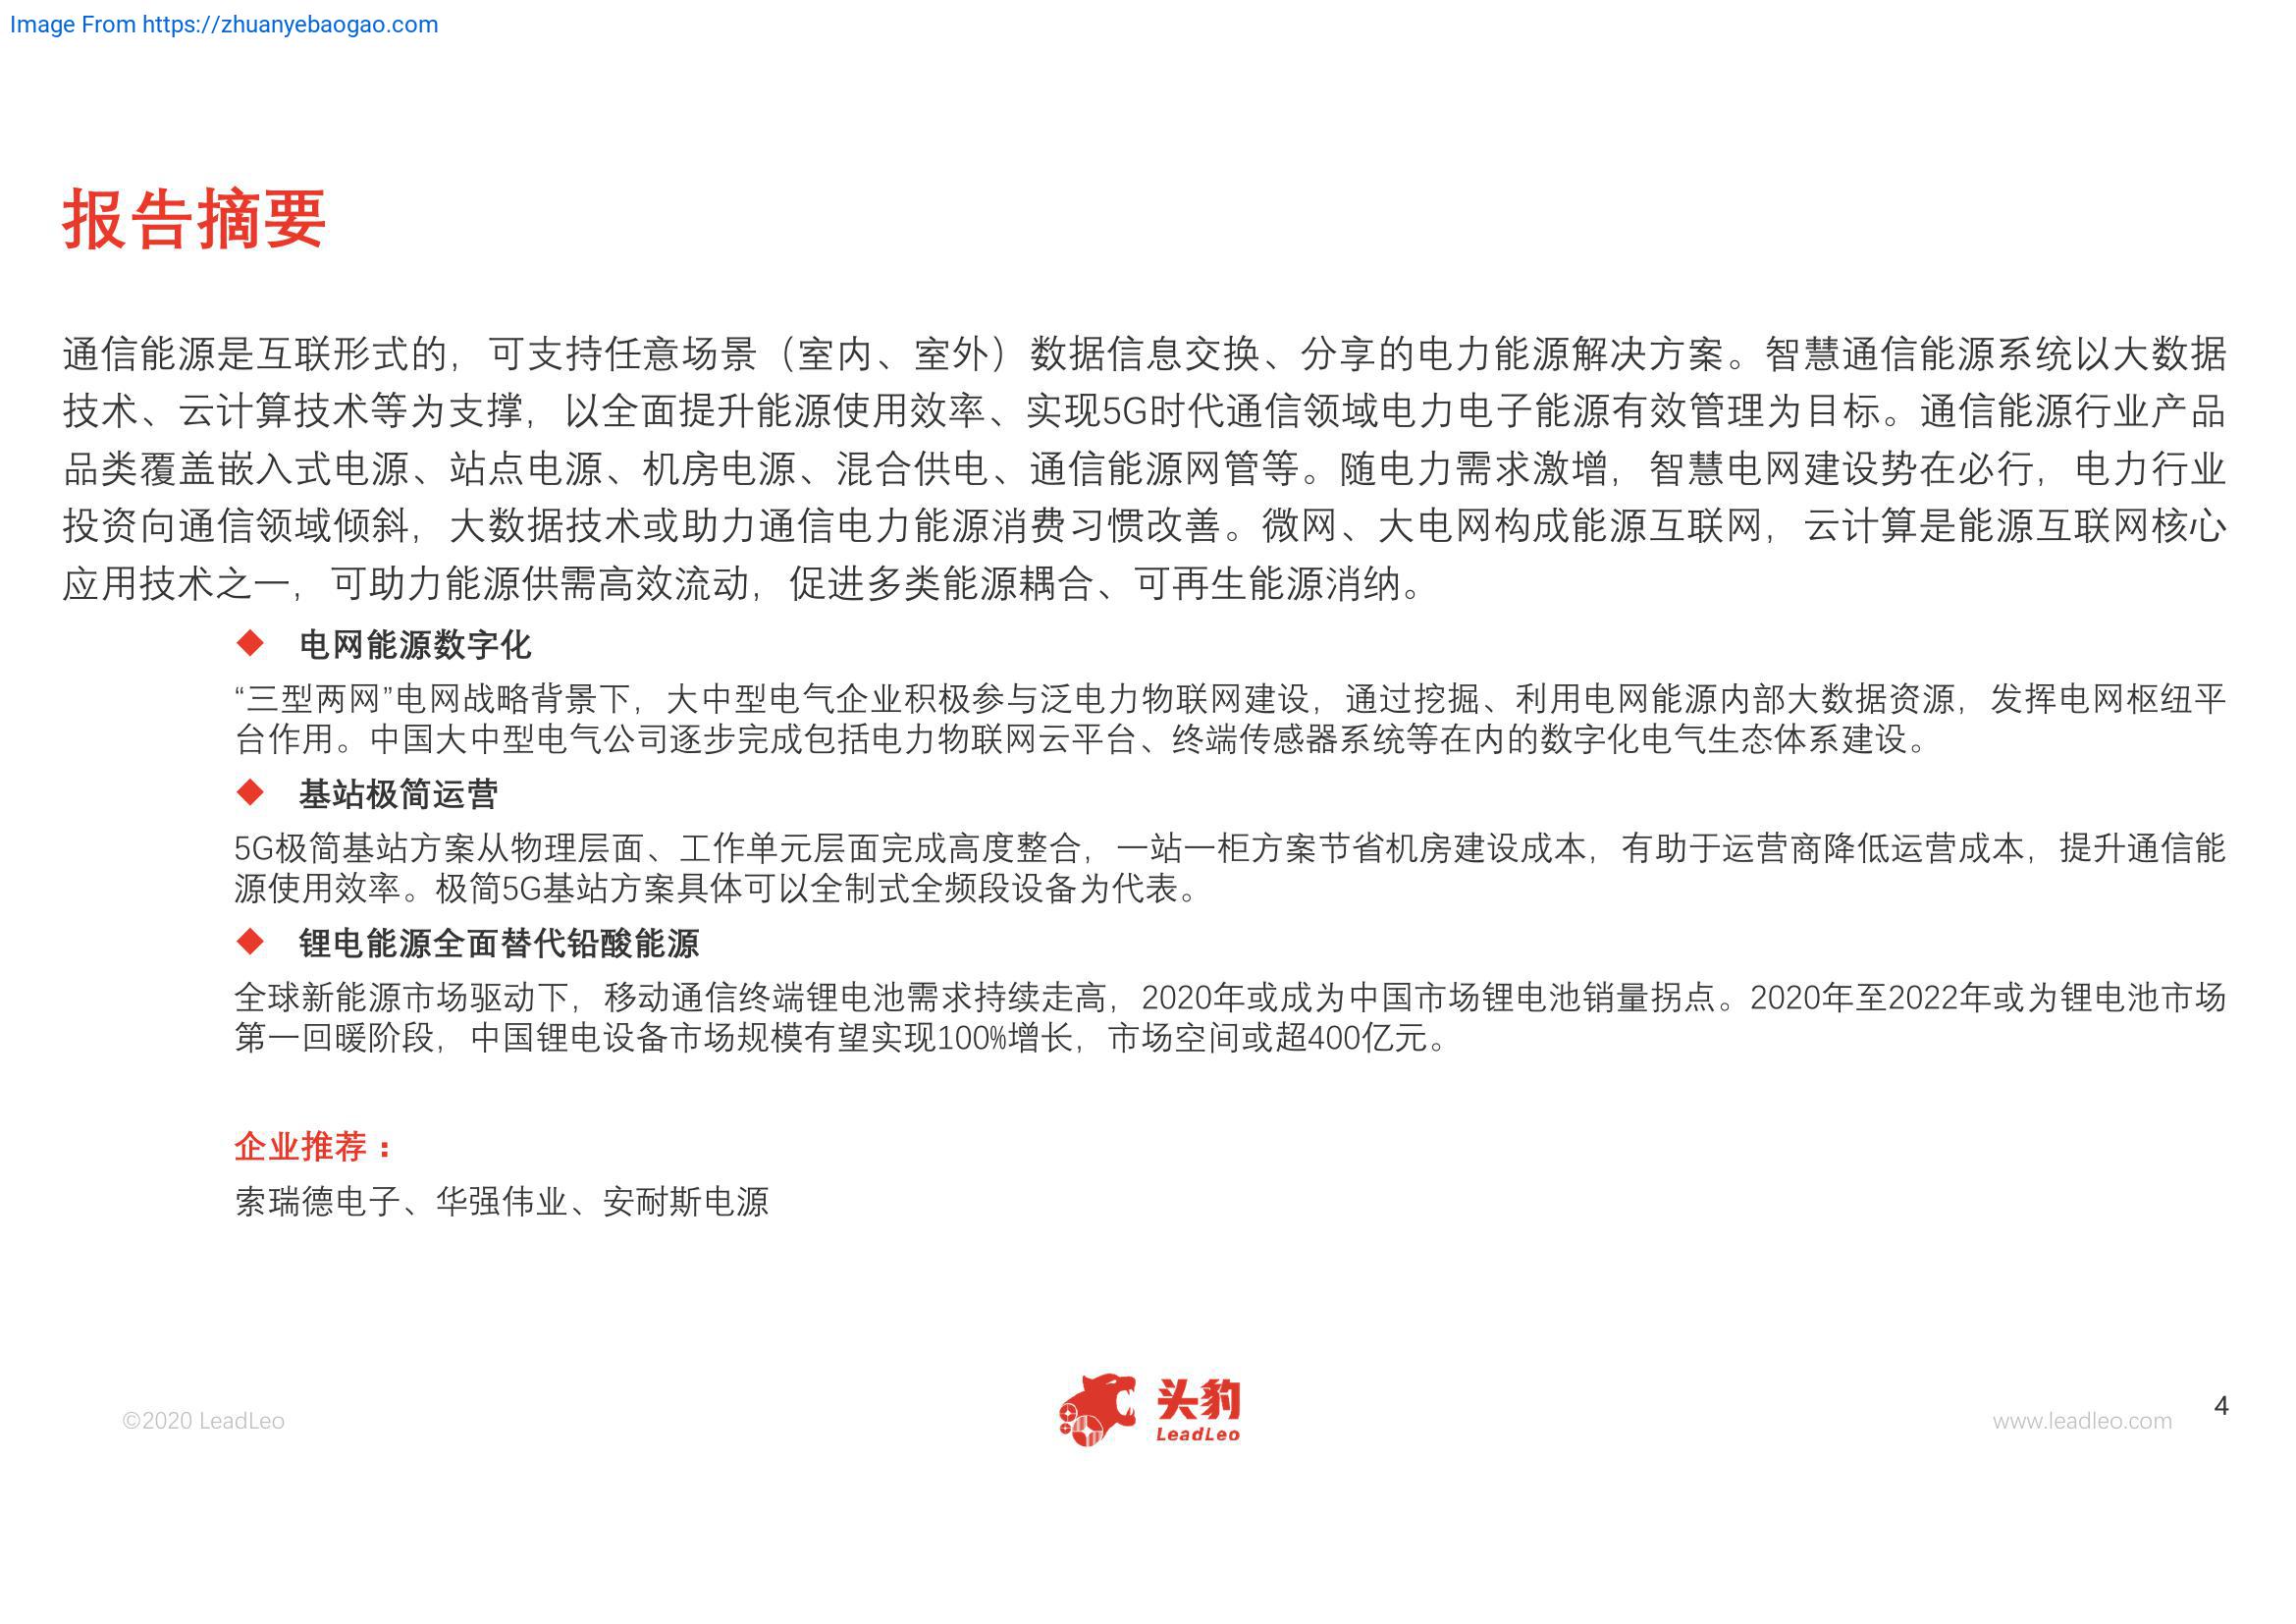 Image From https://zhuanyebaogao.com
报告摘要
通信能源是互联形式的，可支持任意场景（室内、室外）数据信息交换、分享的电力能源解决方案。智慧通信能源系统以大数据
技术、云计算技术等为支撑，以全面提升能源使用效率、实现5G时代通信领域电力电子能源有效管理为目标。通信能源行业产品
品类覆盖嵌入式电源、站点电源、机房电源、混合供电、通信能源网管等。随电力需求激增，智慧电网建设势在必行，电力行业
投资向通信领域倾斜，大数据技术或助力通信电力能源消费习惯改善。微网、大电网构成能源互联网，云计算是能源互联网核心
应用技术之一，可助力能源供需高效流动，促进多类能源耦合、可再生能源消纳。
◆ 电网能源数字化
“三型两网”电网战略背景下，大中型电气企业积极参与泛电力物联网建设，通过挖掘、利用电网能源内部大数据资源，发挥电网枢纽平
台作用。中国大中型电气公司逐步完成包括电力物联网云平台、终端传感器系统等在内的数字化电气生态体系建设。
◆ 基站极简运营
5G极简基站方案从物理层面、工作单元层面完成高度整合，一站一柜方案节省机房建设成本，有助于运营商降低运营成本，提升通信能
源使用效率。极简5G基站方案具体可以全制式全频段设备为代表。
◆ 锂电能源全面替代铅酸能源
全球新能源市场驱动下，移动通信终端锂电池需求持续走高，2020年或成为中国市场锂电池销量拐点。2020年至2022年或为锂电池市场
第一回暖阶段，中国锂电设备市场规模有望实现100%增长，市场空间或超400亿元。
企业推荐：
索瑞德电子、华强伟业、安耐斯电源
©2020 LeadLeo
头豹
LeadLeo
www.leadleo.com
4